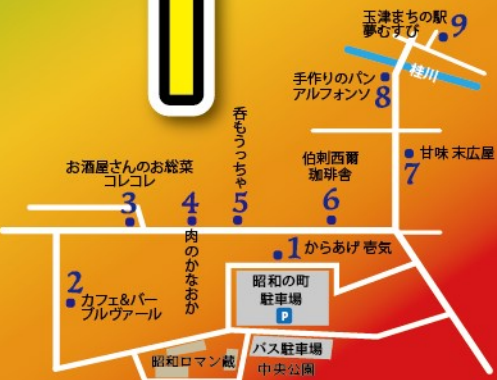 玉津まちの駅
夢むすび
9
桂川
手作りのパン
アルフォンソ
8
呑もうっちゃ
5
お酒屋さんのお総菜
コレコレ
3
4
肉のかなおか
伯剌西爾
珈琲舎
6
甘味 末広屋
7
1
からあげ 壱気
2
カフェ&バー
ブルヴァール
昭和の町
駐車場
P
昭和ロマン蔵
バス駐車場
中央公園